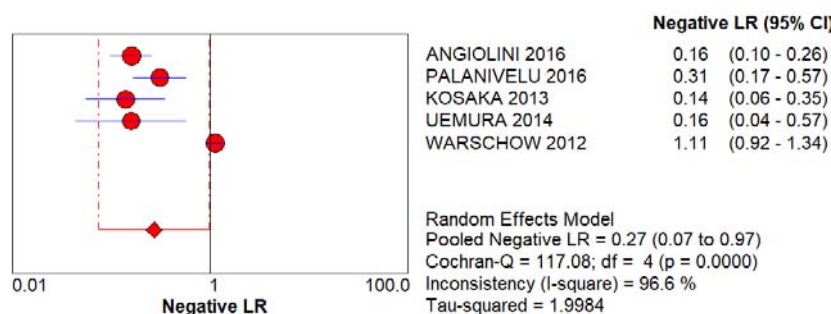 Negative LR (95% CI)
ANGIOLINI 2016 0.16 (0.10 - 0.26)
PALANIVELU 2016 0.31 (0.17 - 0.57)
KOSAKA 2013 0.14 (0.06 - 0.35)
UEMURA 2014 0.16 (0.04 - 0.57)
WARSCHOW 2012 1.11 (0.92 - 1.34)
Random Effects Model
Pooled Negative LR = 0.27 (0.07 to 0.97)
Cochran-Q = 117.08; df = 4 (p = 0.0000)
Inconsistency (I-square) = 96.6 %
Tau-squared = 1.9984
0.01 1 100.0
Negative LR